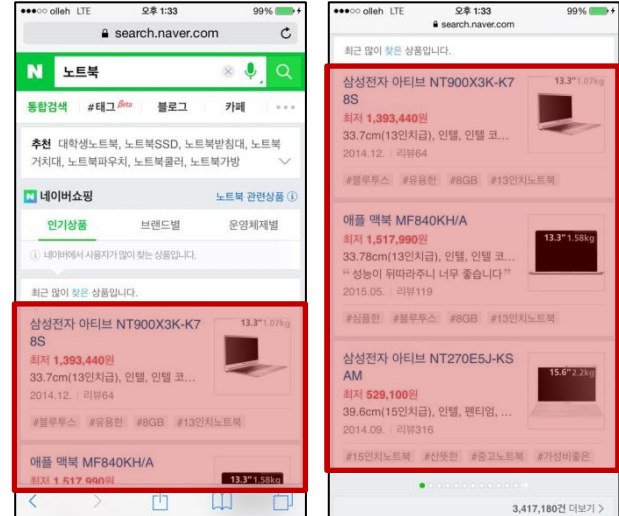 olleh LTE 오후 1:33 99%
search.naver.com
N 노트북
통합검색 #태그 Beta 블로그 카페
추천 대학생노트북, 노트북SSD, 노트북받침대, 노트북
거치대, 노트북파우치, 노트북쿨러, 노트북가방
N 네이버쇼핑 노트북 관련상품
인기상품 브랜드별 운영체제별
네이버에서 사용자가 많이 찾는 상품입니다.
최근 많이 찾은 상품입니다.
삼성전자 아티브 NT900X3K-K7
8S
13.3" 1.07kg
최저 1,393,440원
33.7cm(13인치급), 인텔, 인텔 코...
2014.12. 리뷰64
#블루투스 #유용한 #8GB #13인치노트북
애플 맥북 MF840KH/A
최저 1,517,990원
13.3" 1.58kg
olleh LTE 오후 1:33 99%
search.naver.com
최근 많이 찾은 상품입니다.
삼성전자 아티브 NT900X3K-K7
8S
13.3" 1.07kg
최저 1,393,440원
33.7cm(13인치급), 인텔, 인텔 코...
2014.12. 리뷰64
#블루투스 #유용한 #8GB #13인치노트북
애플 맥북 MF840KH/A
13.3" 1.58kg
최저 1,517,990원
33.78cm(13인치급), 인텔, 인텔 코...
“ 성능이 뒤따라주니 너무 좋습니다 ”
2015.05. 리뷰119
#심플한 #블루투스 #8GB #13인치노트북
삼성전자 아티브 NT270E5J-KS
AM
15.6" 2.2kg
최저 529,100원
39.6cm(15인치급), 인텔, 펜티엄, ...
2014.09. 리뷰316
#15인치노트북 #산뜻한 #중고노트북 #가성비좋은
3,417,180건 더보기 >